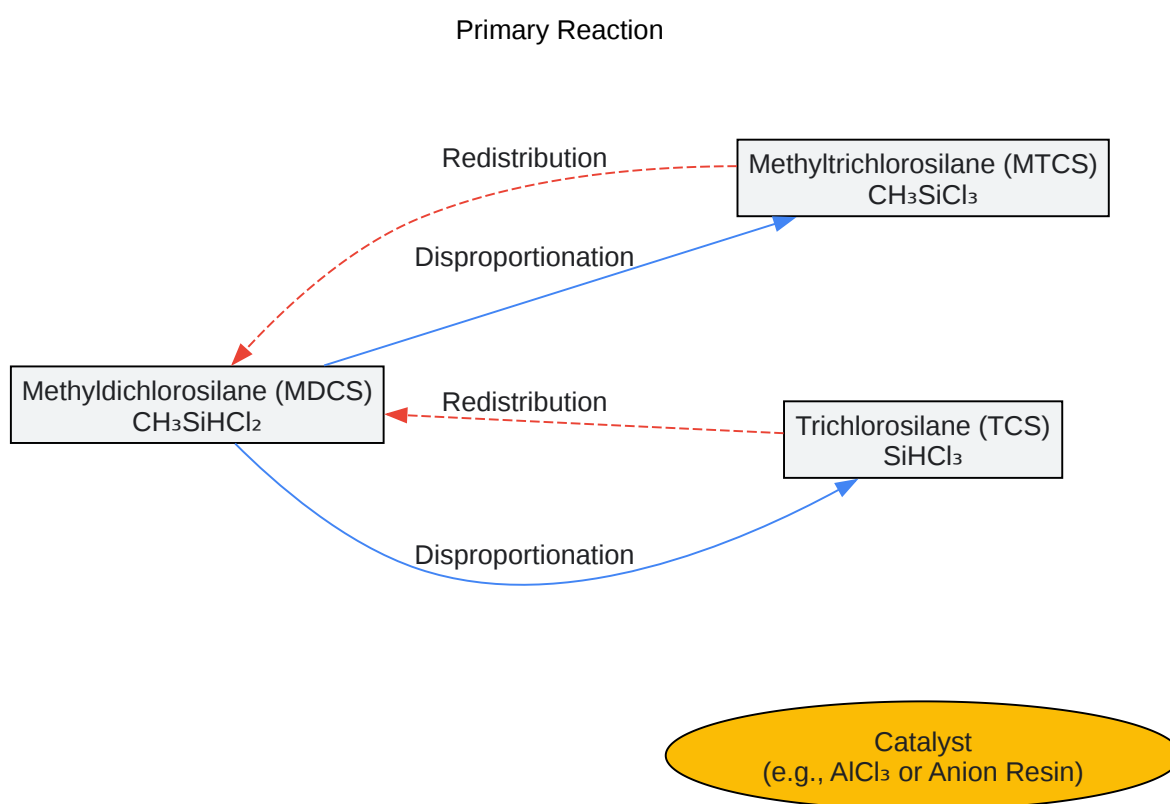 Primary Reaction
Redistribution
Methyltrichlorosilane (MTCS)
CH₃SiCl₃
Disproportionation
Methyldichlorosilane (MDCS)
CH₃SiHCl₂
Redistribution
Trichlorosilane (TCS)
SiHCl₃
Disproportionation
Catalyst
(e.g., AlCl₃ or Anion Resin)